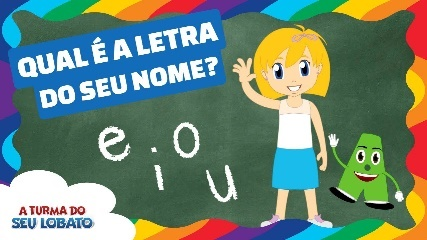 QUAL É A LETRA
DO SEU NOME?
e i o u
A TURMA DO
SEU LOBATO